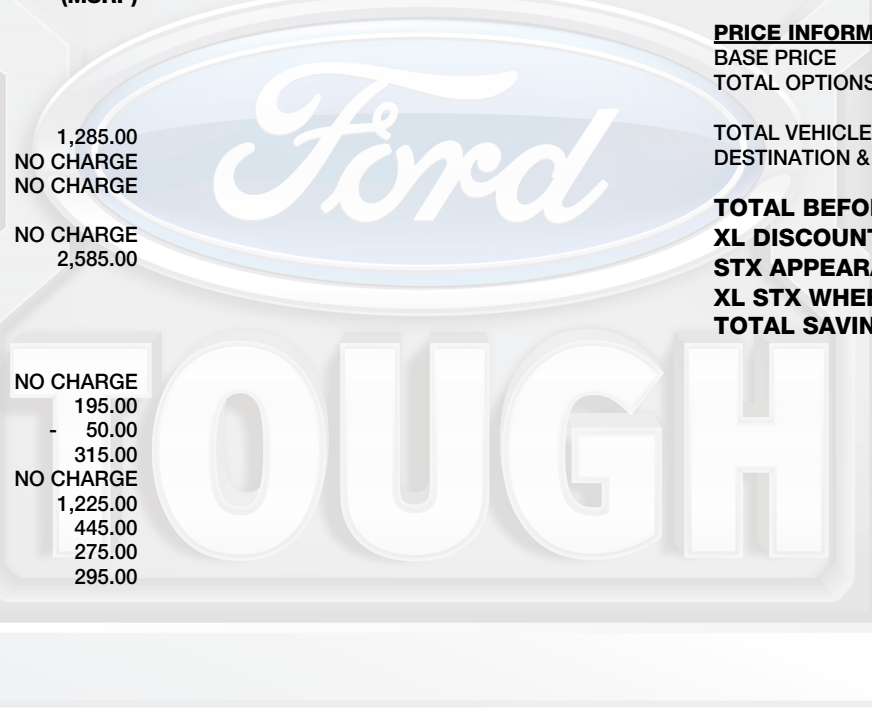 (MSRP)
1,285.00
NO CHARGE
NO CHARGE
NO CHARGE
2,585.00
NO CHARGE
195.00
- 50.00
315.00
NO CHARGE
1,225.00
445.00
275.00
295.00
Ford
TOUGH
PRICE INFORM
BASE PRICE
TOTAL OPTIONS
TOTAL VEHICLE
DESTINATION &
TOTAL BEFO
XL DISCOUNT
STX APPEAR
XL STX WHEE
TOTAL SAVIN